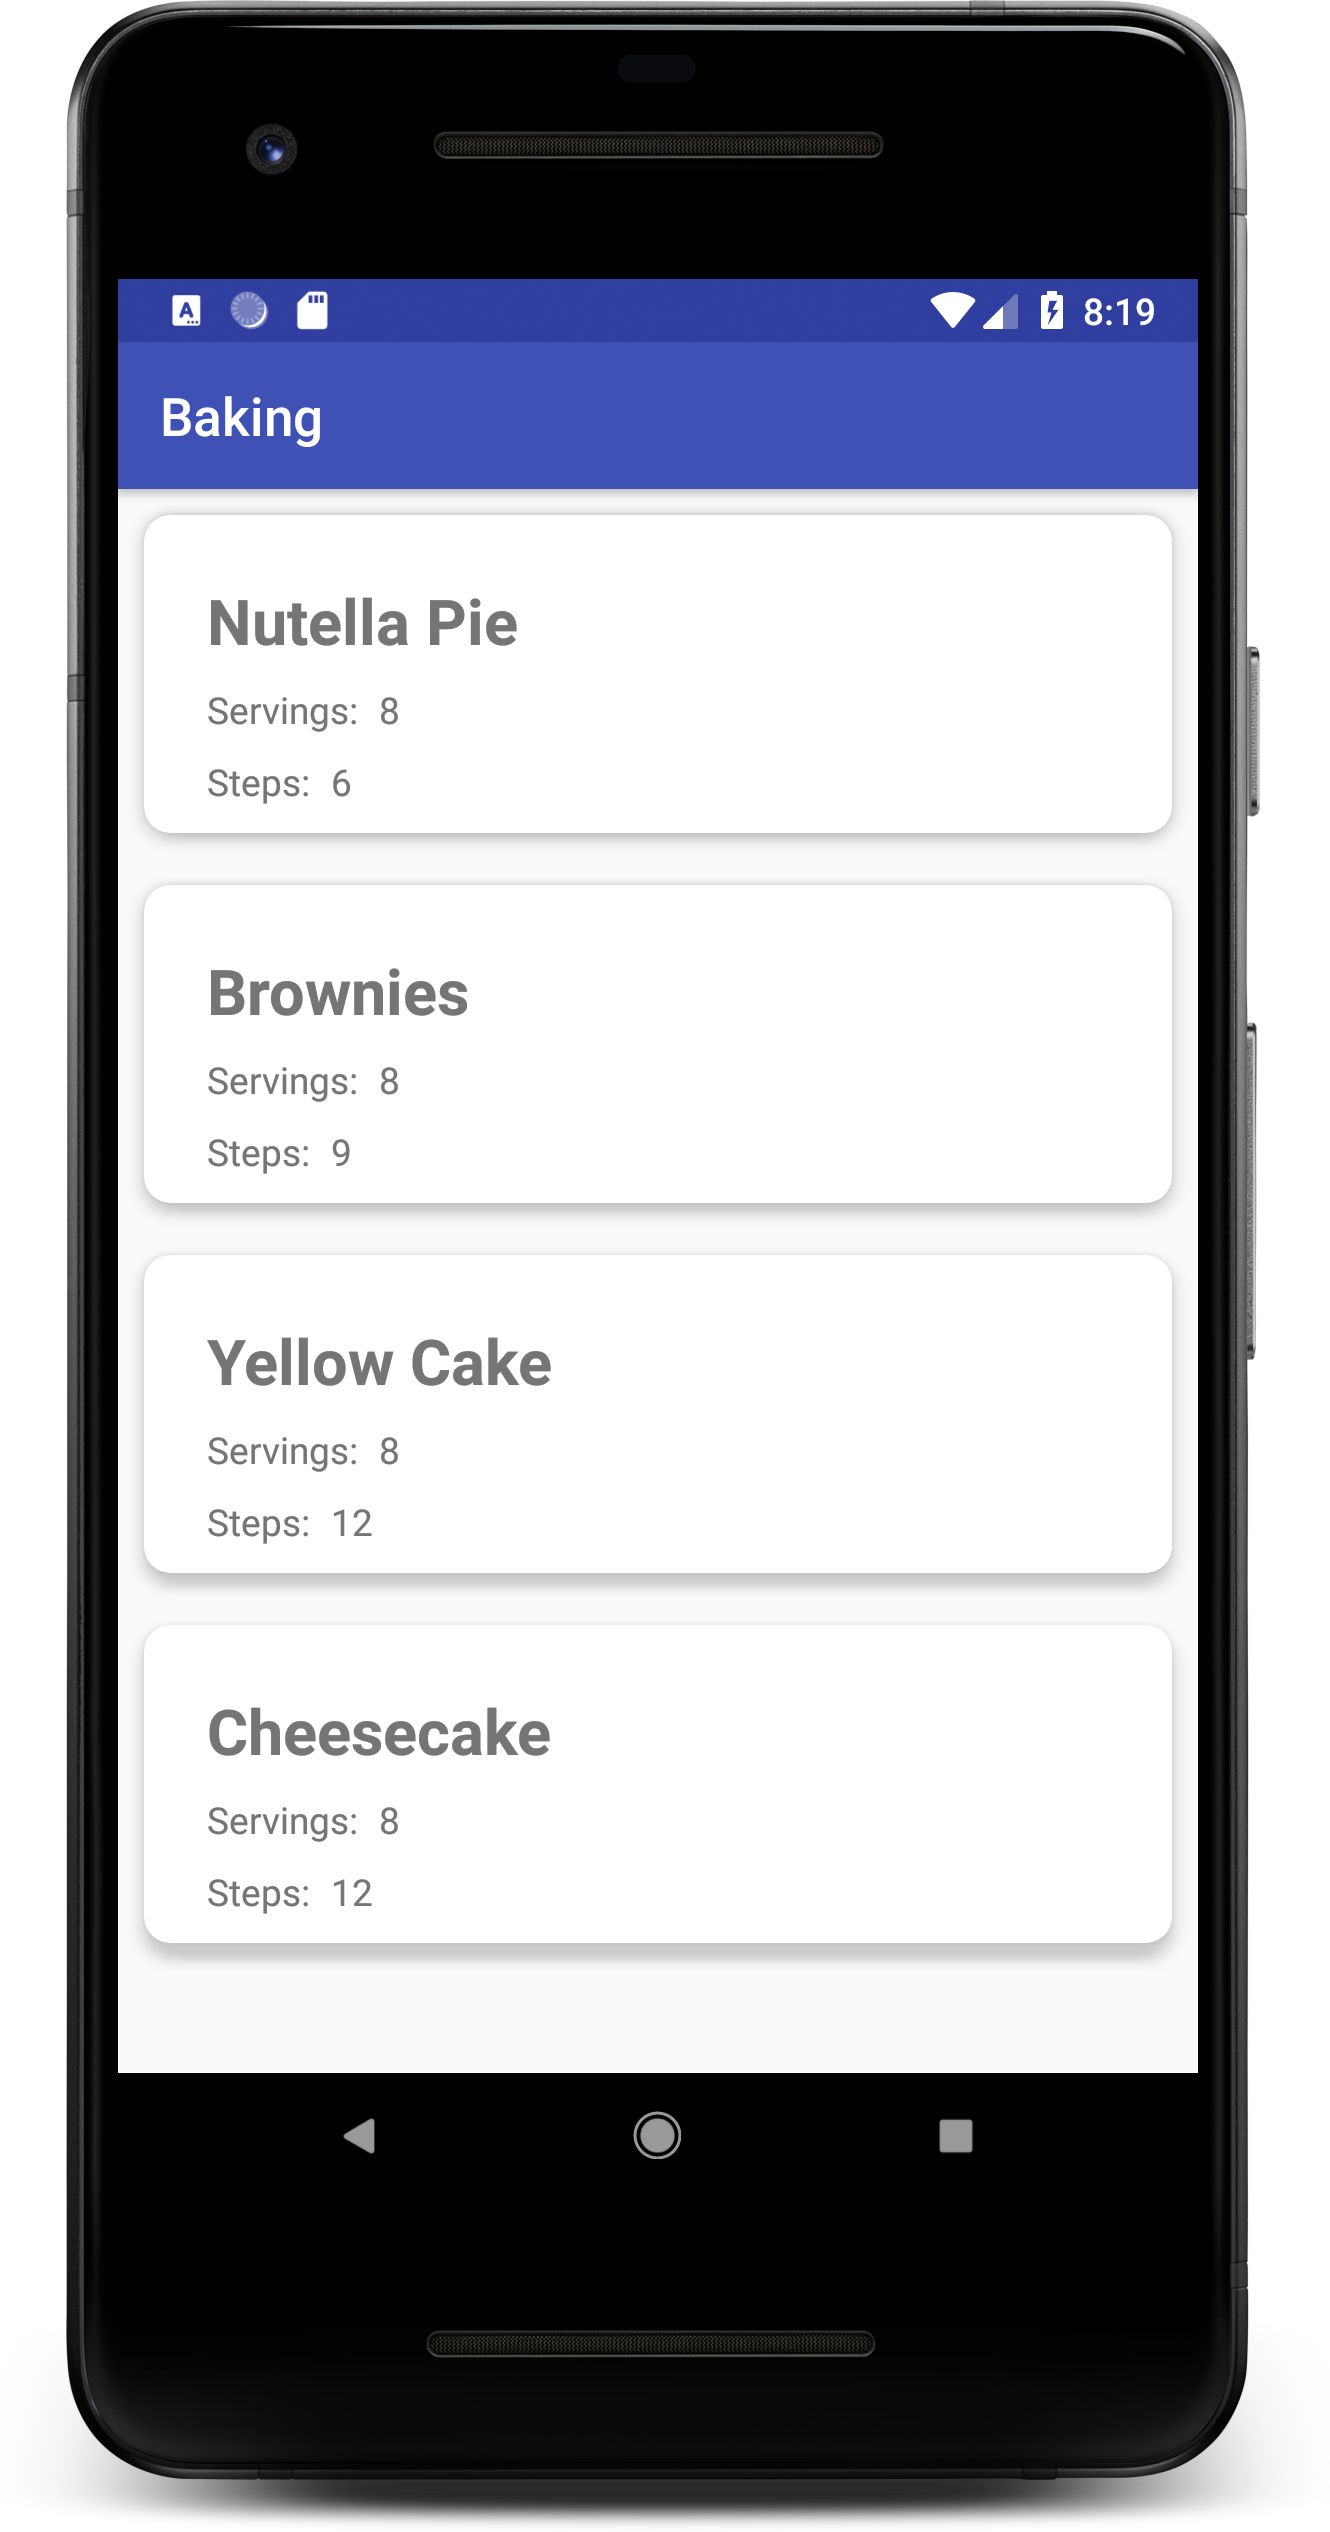 8:19
Baking
Nutella Pie
Servings: 8
Steps: 6
Brownies
Servings: 8
Steps: 9
Yellow Cake
Servings: 8
Steps: 12
Cheesecake
Servings: 8
Steps: 12